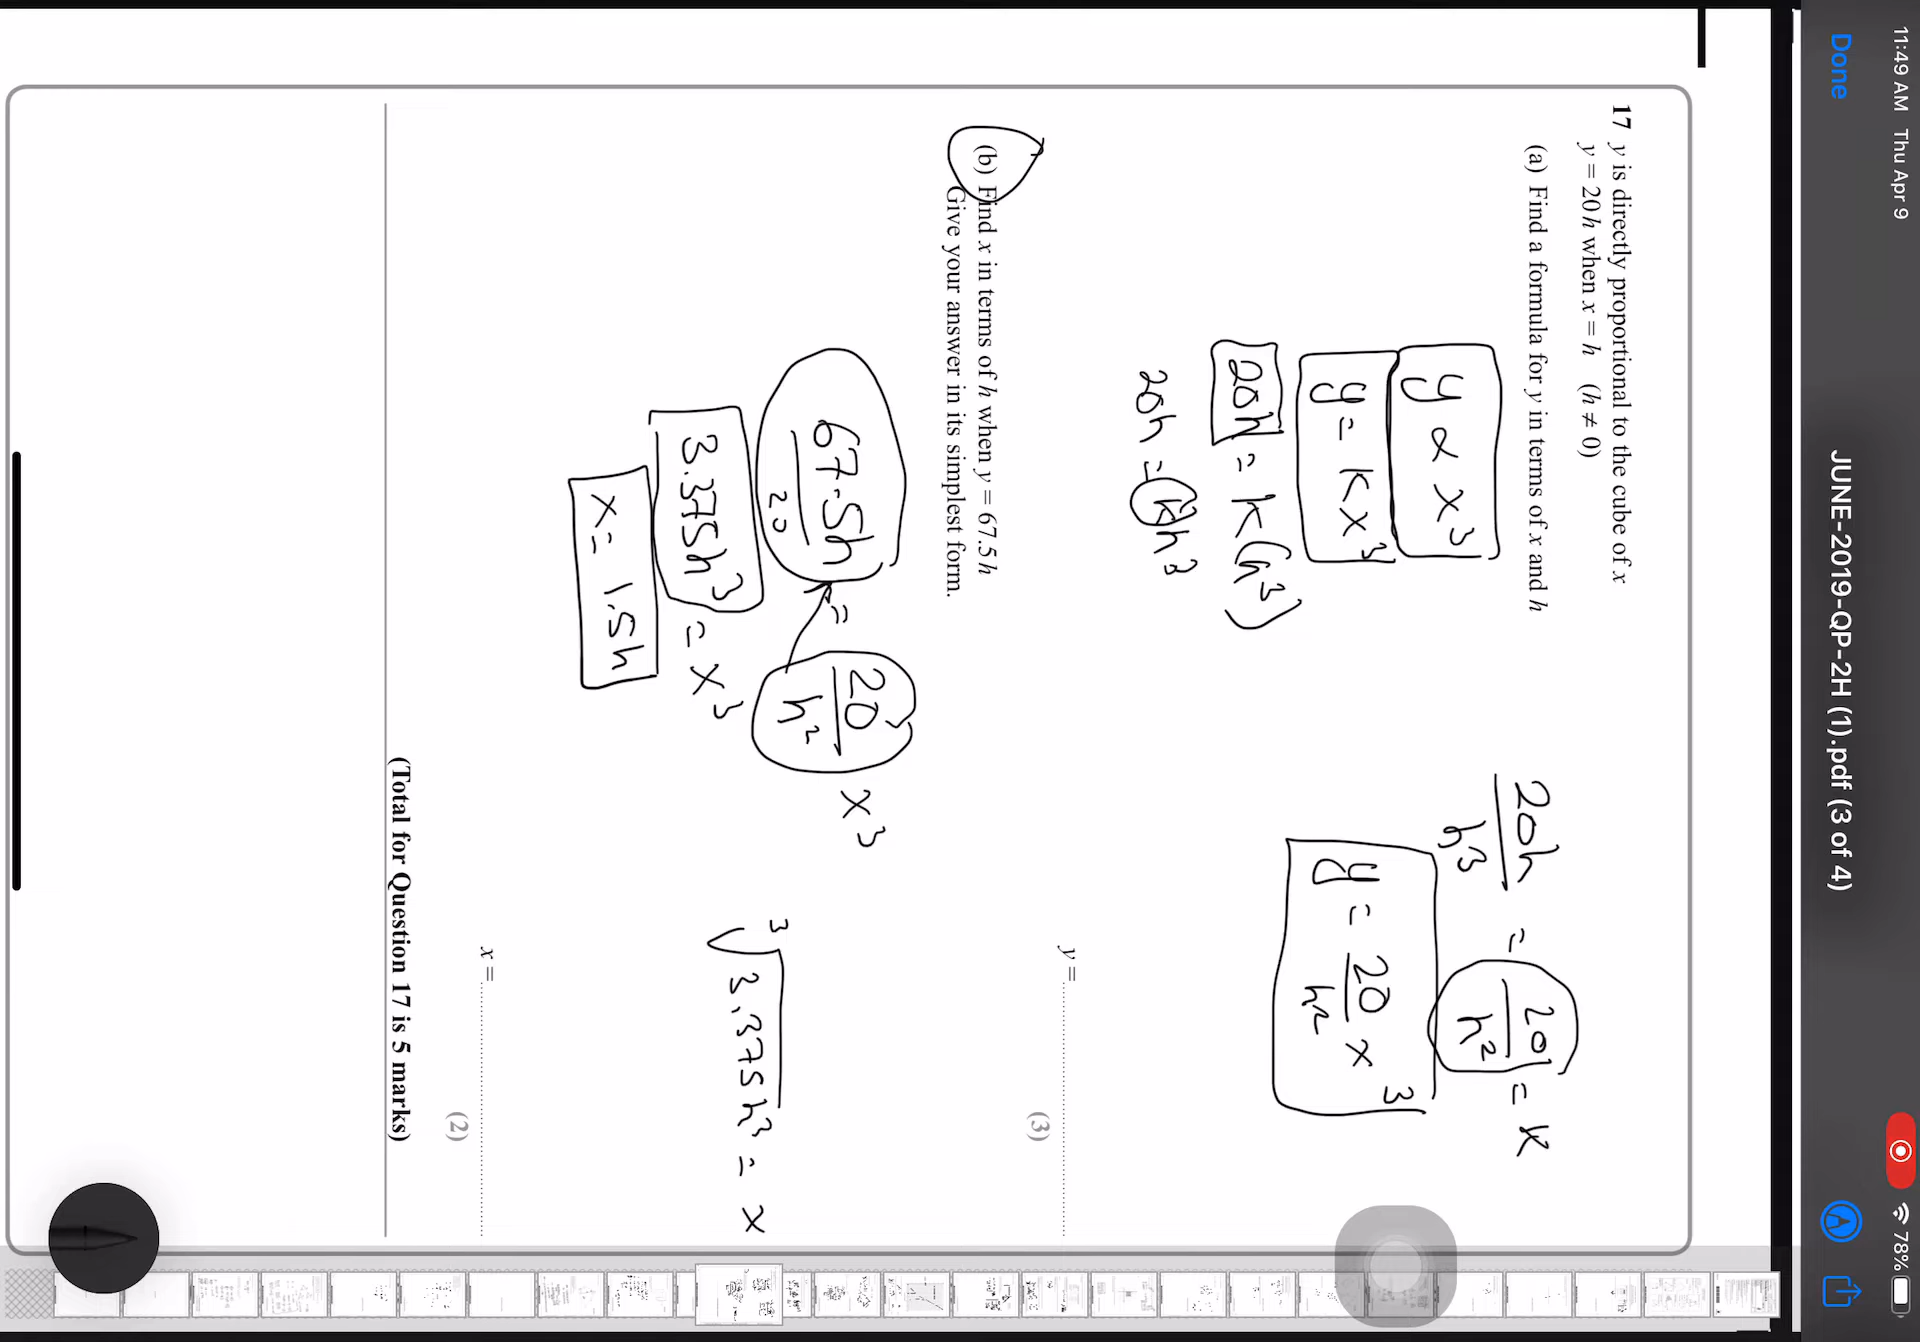 11:49 AM Thu Apr 9
78%
Done
JUNE-2019-QP-2H (1).pdf (3 of 4)
17 y is directly proportional to the cube of x
y = 20h when x = h (h ≠ 0)
(a) Find a formula for y in terms of x and h
y α x³
y = kx³
20h = k(h³)
20h = kh³
20h/h³ = 20/h² = k
y = 20/h² x³
y = ..........
(3)
(b) Find x in terms of h when y = 67.5h
Give your answer in its simplest form.
67.5h/20 = 20/h² x³
3.375h³ = x³
x = 1.5h
³√3.375h³ = x
x = ..........
(2)
(Total for Question 17 is 5 marks)